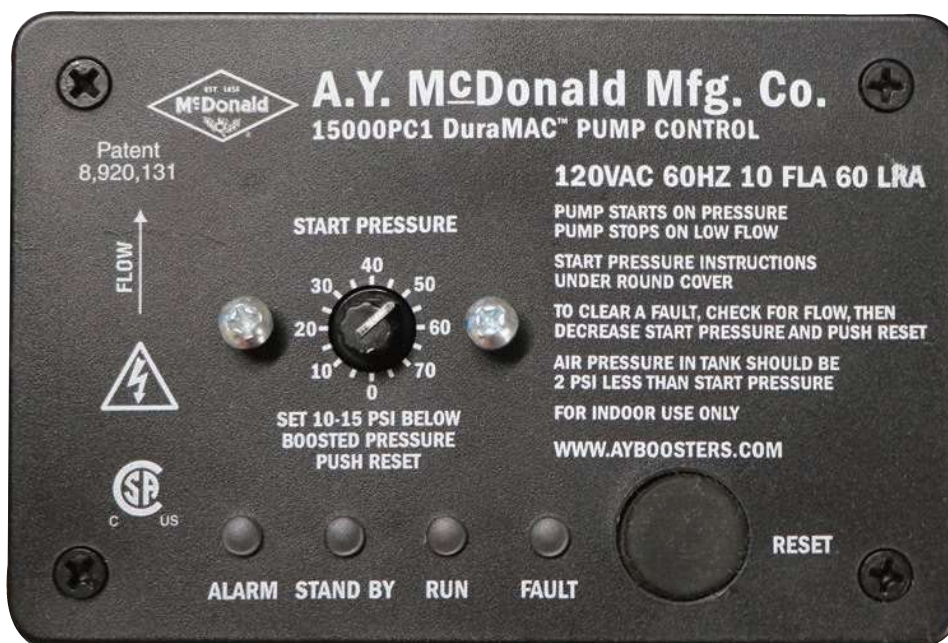 EST. 1856
McDonald
A.Y. McDonald Mfg. Co.
15000PC1 DuraMAC™ PUMP CONTROL
Patent
8,920,131
120VAC 60HZ 10 FLA 60 LRA
PUMP STARTS ON PRESSURE
PUMP STOPS ON LOW FLOW
START PRESSURE INSTRUCTIONS
UNDER ROUND COVER
TO CLEAR A FAULT, CHECK FOR FLOW, THEN
DECREASE START PRESSURE AND PUSH RESET
AIR PRESSURE IN TANK SHOULD BE
2 PSI LESS THAN START PRESSURE
FOR INDOOR USE ONLY
WWW.AYBOOSTERS.COM
FLOW
START PRESSURE
0
10
20
30
40
50
60
70
SET 10-15 PSI BELOW
BOOSTED PRESSURE
PUSH RESET
CSA
C US
ALARM
STAND BY
RUN
FAULT
RESET